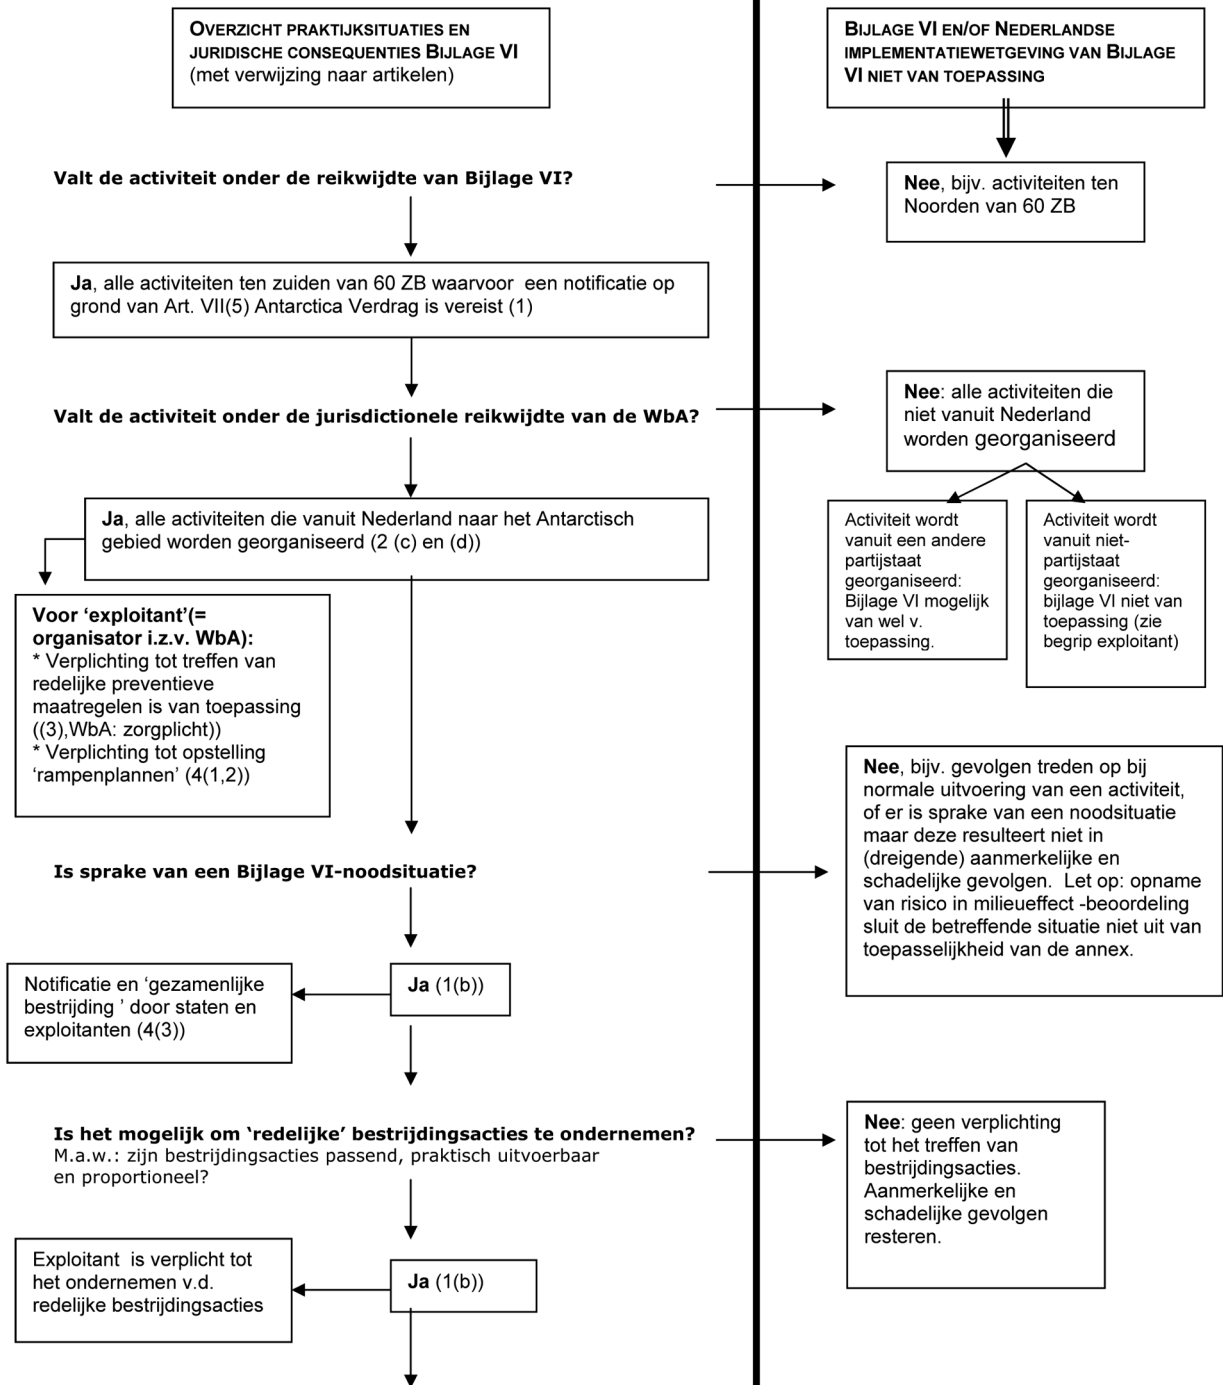 OVERZICHT PRAKTIJKSITUATIES EN
JURIDISCHE CONSEQUENTIES BIJLAGE VI
(met verwijzing naar artikelen)
BIJLAGE VI EN/OF NEDERLANDSE
IMPLEMENTATIEWETGEVING VAN BIJLAGE
VI NIET VAN TOEPASSING
Valt de activiteit onder de reikwijdte van Bijlage VI?
Nee, bijv. activiteiten ten
Noorden van 60 ZB
Ja, alle activiteiten ten zuiden van 60 ZB waarvoor een notificatie op
grond van Art. VII(5) Antarctica Verdrag is vereist (1)
Valt de activiteit onder de jurisdictionele reikwijdte van de WbA?
Nee: alle activiteiten die
niet vanuit Nederland
worden georganiseerd
Ja, alle activiteiten die vanuit Nederland naar het Antarctisch
gebied worden georganiseerd (2 (c) en (d))
Activiteit wordt
vanuit een andere
partijstaat
georganiseerd:
Bijlage VI mogelijk
van wel v.
toepassing.
Activiteit wordt
vanuit niet-
partijstaat
georganiseerd:
bijlage VI niet van
toepassing (zie
begrip exploitant)
Voor ‘exploitant’(=
organisator i.z.v. WbA):
* Verplichting tot treffen van
redelijke preventieve
maatregelen is van toepassing
((3),WbA: zorgplicht))
* Verplichting tot opstelling
‘rampenplannen’ (4(1,2))
Is sprake van een Bijlage VI-noodsituatie?
Nee, bijv. gevolgen treden op bij
normale uitvoering van een activiteit,
of er is sprake van een noodsituatie
maar deze resulteert niet in
(dreigende) aanmerkelijke en
schadelijke gevolgen. Let op: opname
van risico in milieueffect -beoordeling
sluit de betreffende situatie niet uit van
toepasselijkheid van de annex.
Notificatie en ‘gezamenlijke
bestrijding ’ door staten en
exploitanten (4(3))
Ja (1(b))
Is het mogelijk om ‘redelijke’ bestrijdingsacties te ondernemen?
M.a.w.: zijn bestrijdingsacties passend, praktisch uitvoerbaar
en proportioneel?
Nee: geen verplichting
tot het treffen van
bestrijdingsacties.
Aanmerkelijke en
schadelijke gevolgen
resteren.
Exploitant is verplicht tot
het ondernemen v.d.
redelijke bestrijdingsacties
Ja (1(b))